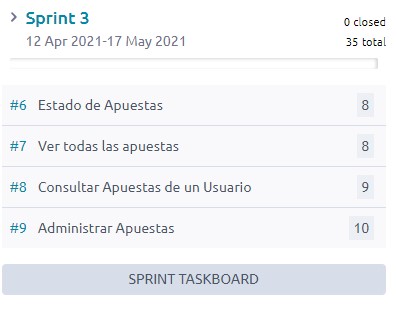 > Sprint 3
0 closed
12 Apr 2021-17 May 2021
35 total
#6 Estado de Apuestas 8
#7 Ver todas las apuestas 8
#8 Consultar Apuestas de un Usuario 9
#9 Administrar Apuestas 10
SPRINT TASKBOARD